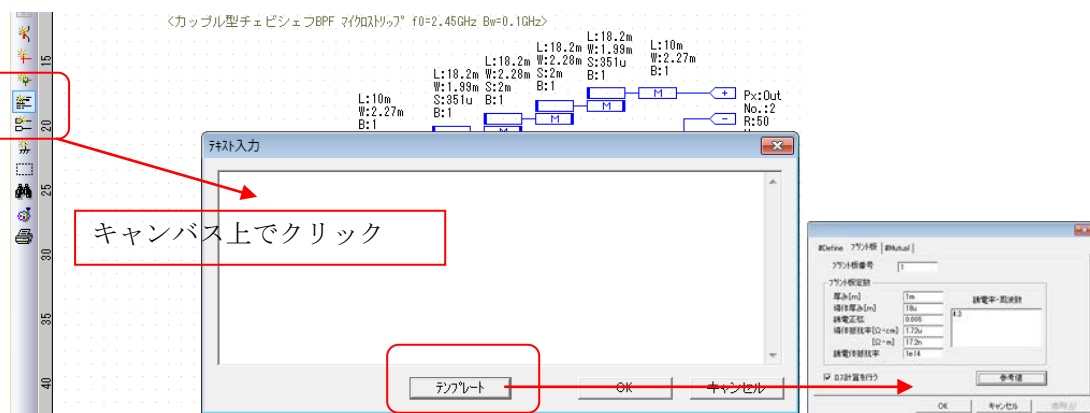 <カップル型チェビシェフBPF マイクロストリップ f0=2.45GHz Bw=0.1GHz>
L:18.2m
W:1.99m
S:351u
B:1
L:10m
W:2.27m
B:1
L:18.2m
W:2.28m
S:2m
B:1
L:18.2m
W:2.28m
S:2m
B:1
L:18.2m
W:1.99m
S:351u
B:1
L:10m
W:2.27m
B:1
M
M
M
Px:Out
No.:2
R:50
15
20
25
30
35
40
テキスト入力
キャンバス上でクリック
テンプレート
OK
キャンセル
#Define プリント板 #Mutual
プリント板番号 1
プリント板定数
厚み[m] 1m
導体厚み[m] 18u
誘電正弦 0.005
導体抵抗率[Ω・cm] 1.72u
[Ω・m] 17.2n
誘電体抵抗率 1e14
誘電率・周波数
4.3
ロス計算を行う
参考値
OK
キャンセル
適用(A)